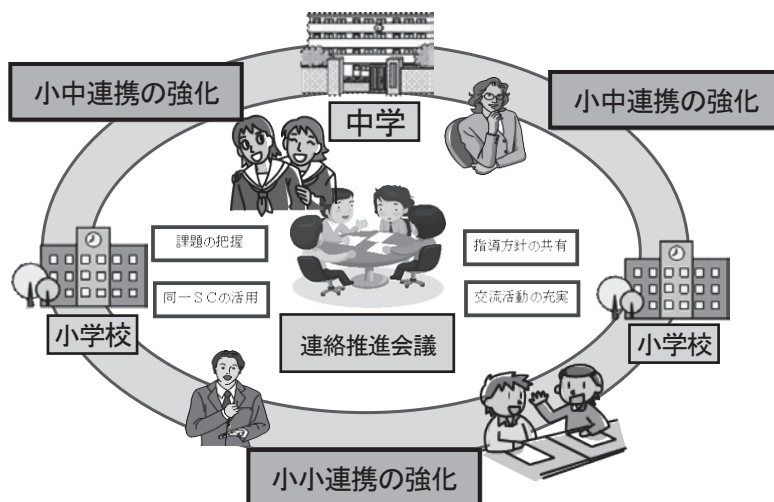 小中連携の強化
小中連携の強化
中学
課題の把握
指導方針の共有
同一ＳＣの活用
交流活動の充実
小学校
連絡推進会議
小学校
小小連携の強化